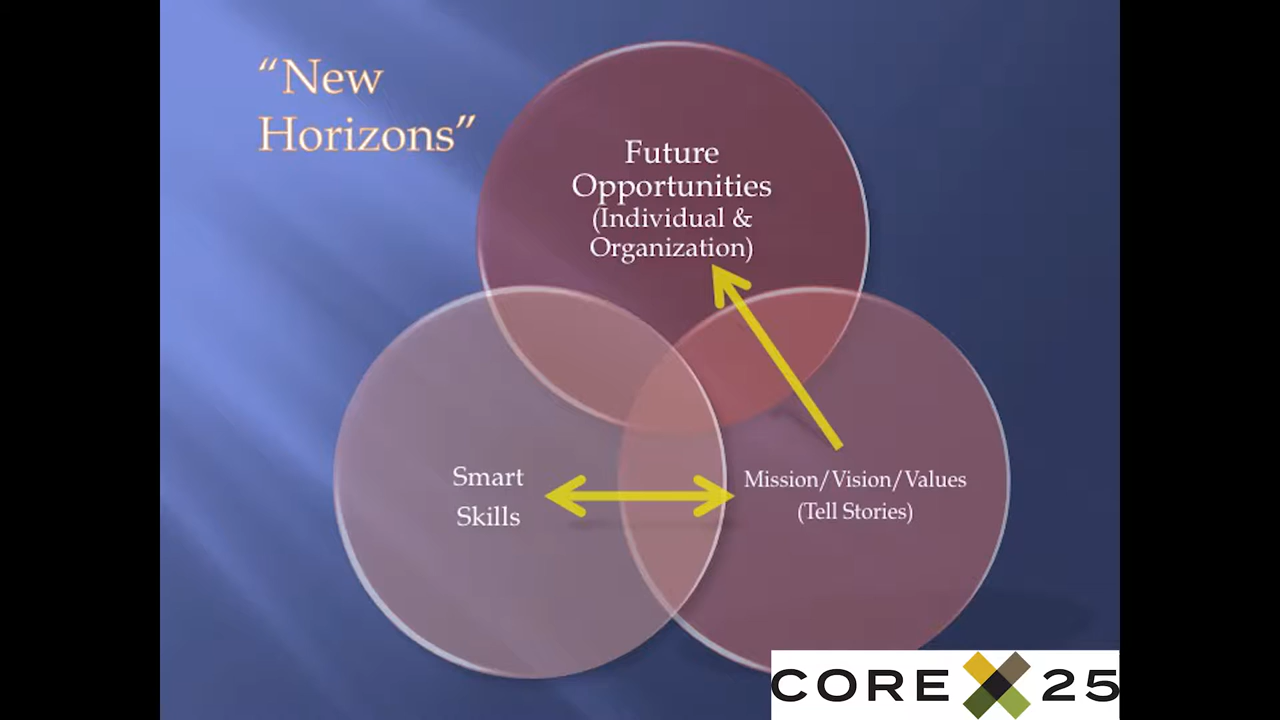 “New
Horizons”
Future
Opportunities
(Individual &
Organization)
Smart
Skills
Mission/Vision/Values
(Tell Stories)
CORE X 25